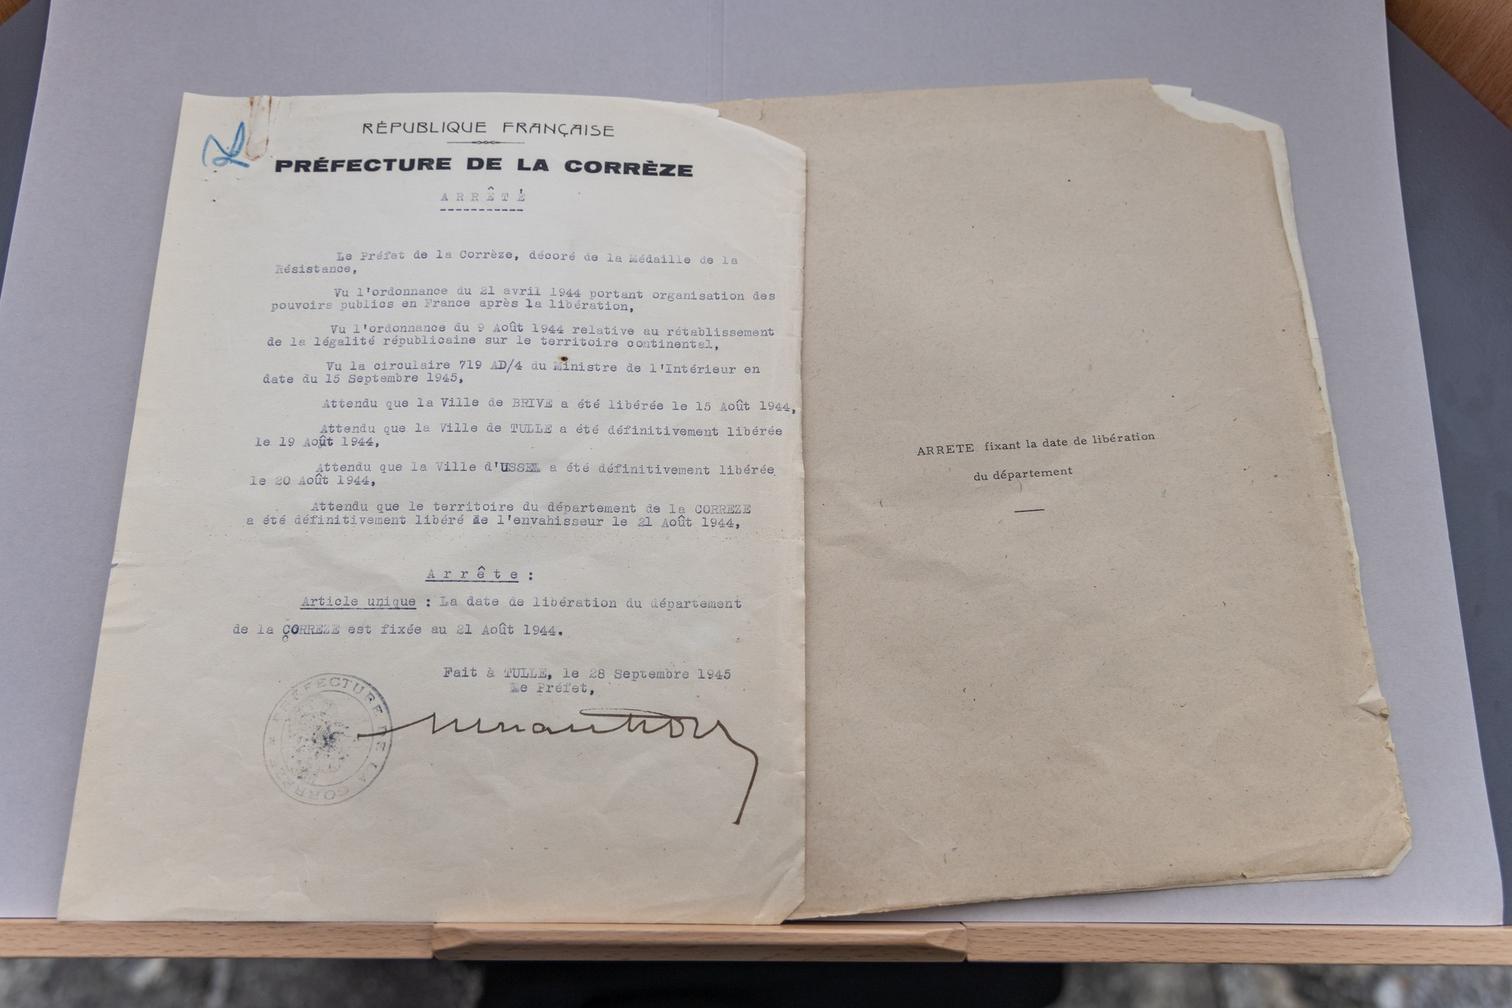 RÉPUBLIQUE FRANÇAISE
PRÉFECTURE DE LA CORRÈZE
ARRÊTÉ
Le Préfet de la Corrèze, décoré de la Médaille de la
Résistance,
Vu l'ordonnance du 21 avril 1944 portant organisation des
pouvoirs publics en France après la libération,
Vu l'ordonnance du 9 Août 1944 relative au rétablissement
de la légalité républicaine sur le territoire continental,
Vu la circulaire 719 AD/4 du Ministre de l'Intérieur en
date du 15 Septembre 1945,
Attendu que la Ville de BRIVE a été libérée le 15 Août 1944,
Attendu que la Ville de TULLE a été définitivement libérée
le 19 Août 1944,
Attendu que la Ville d'USSEL a été définitivement libérée
le 20 Août 1944,
Attendu que le territoire du département de la CORREZE
a été définitivement libéré de l'envahisseur le 21 Août 1944,
Arrête :
Article unique : La date de libération du département
de la CORREZE est fixée au 21 Août 1944.
Fait à TULLE, le 28 Septembre 1945
Le Préfet,
PRÉFECTURE DE LA CORRÈZE
ARRETE fixant la date de libération
du département